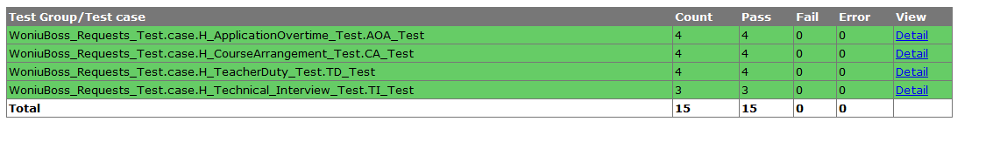 Test Group/Test case Count Pass Fail Error View
WoniuBoss_Requests_Test.case.H_ApplicationOvertime_Test.AOA_Test 4 4 0 0 Detail
WoniuBoss_Requests_Test.case.H_CourseArrangement_Test.CA_Test 4 4 0 0 Detail
WoniuBoss_Requests_Test.case.H_TeacherDuty_Test.TD_Test 4 4 0 0 Detail
WoniuBoss_Requests_Test.case.H_Technical_Interview_Test.TI_Test 3 3 0 0 Detail
Total 15 15 0 0